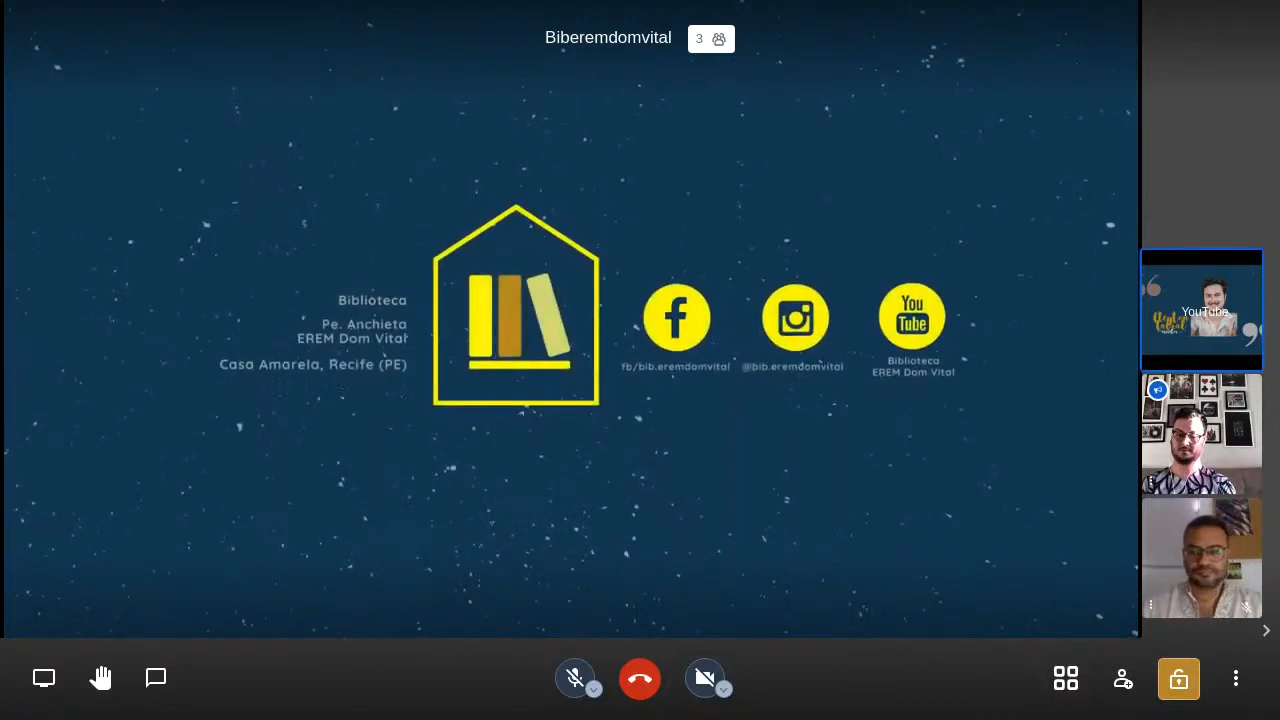 Biberemdomvital
3
Biblioteca
Pe. Anchieta
EREM Dom Vital
Casa Amarela, Recife (PE)
You
Tube
fb/bib.eremdomvital
@bib.eremdomvital
Biblioteca
EREM Dom Vital
YouTube